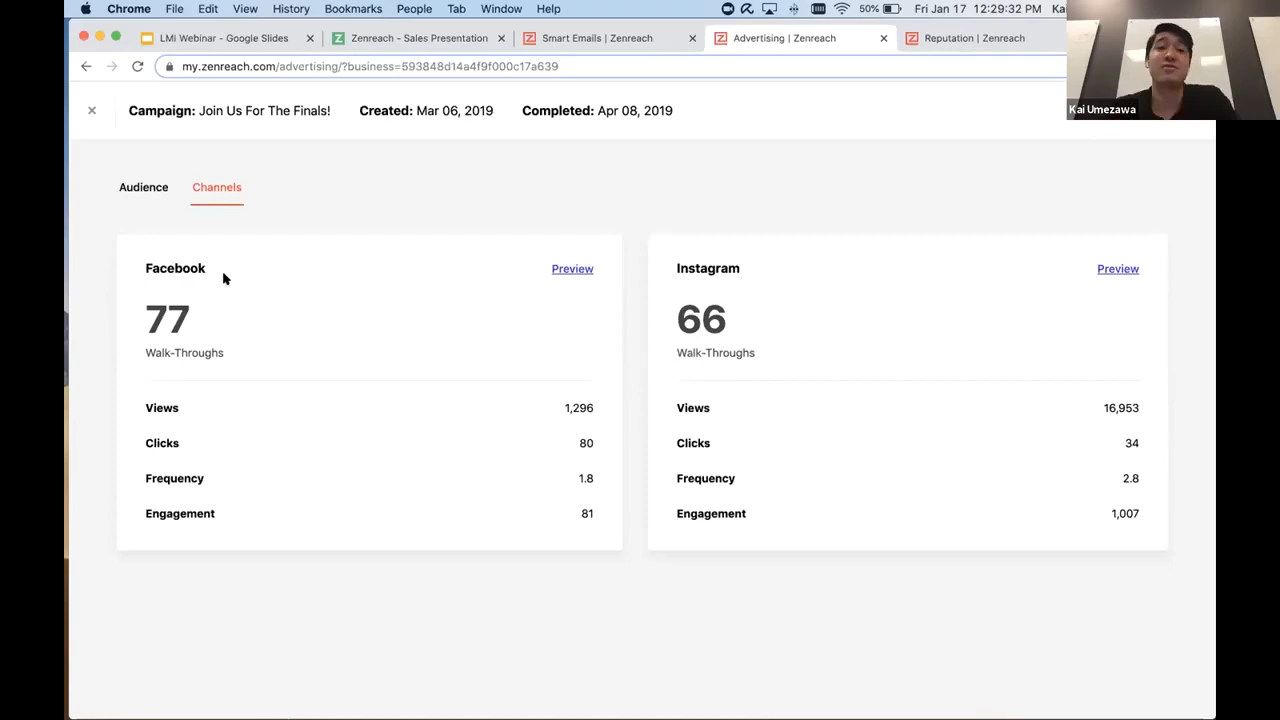 Chrome File Edit View History Bookmarks People Tab Window Help 50% Fri Jan 17 12:29:32 PM Kai
LMI Webinar - Google Slides
Zenreach - Sales Presentation
Smart Emails | Zenreach
Advertising | Zenreach
Reputation | Zenreach
my.zenreach.com/advertising/?business=593848d14a4f9f000c17a639
Kai Umezawa
Campaign: Join Us For The Finals! Created: Mar 06, 2019 Completed: Apr 08, 2019
Audience Channels
Facebook Preview
77
Walk-Throughs
Views 1,296
Clicks 80
Frequency 1.8
Engagement 81
Instagram Preview
66
Walk-Throughs
Views 16,953
Clicks 34
Frequency 2.8
Engagement 1,007